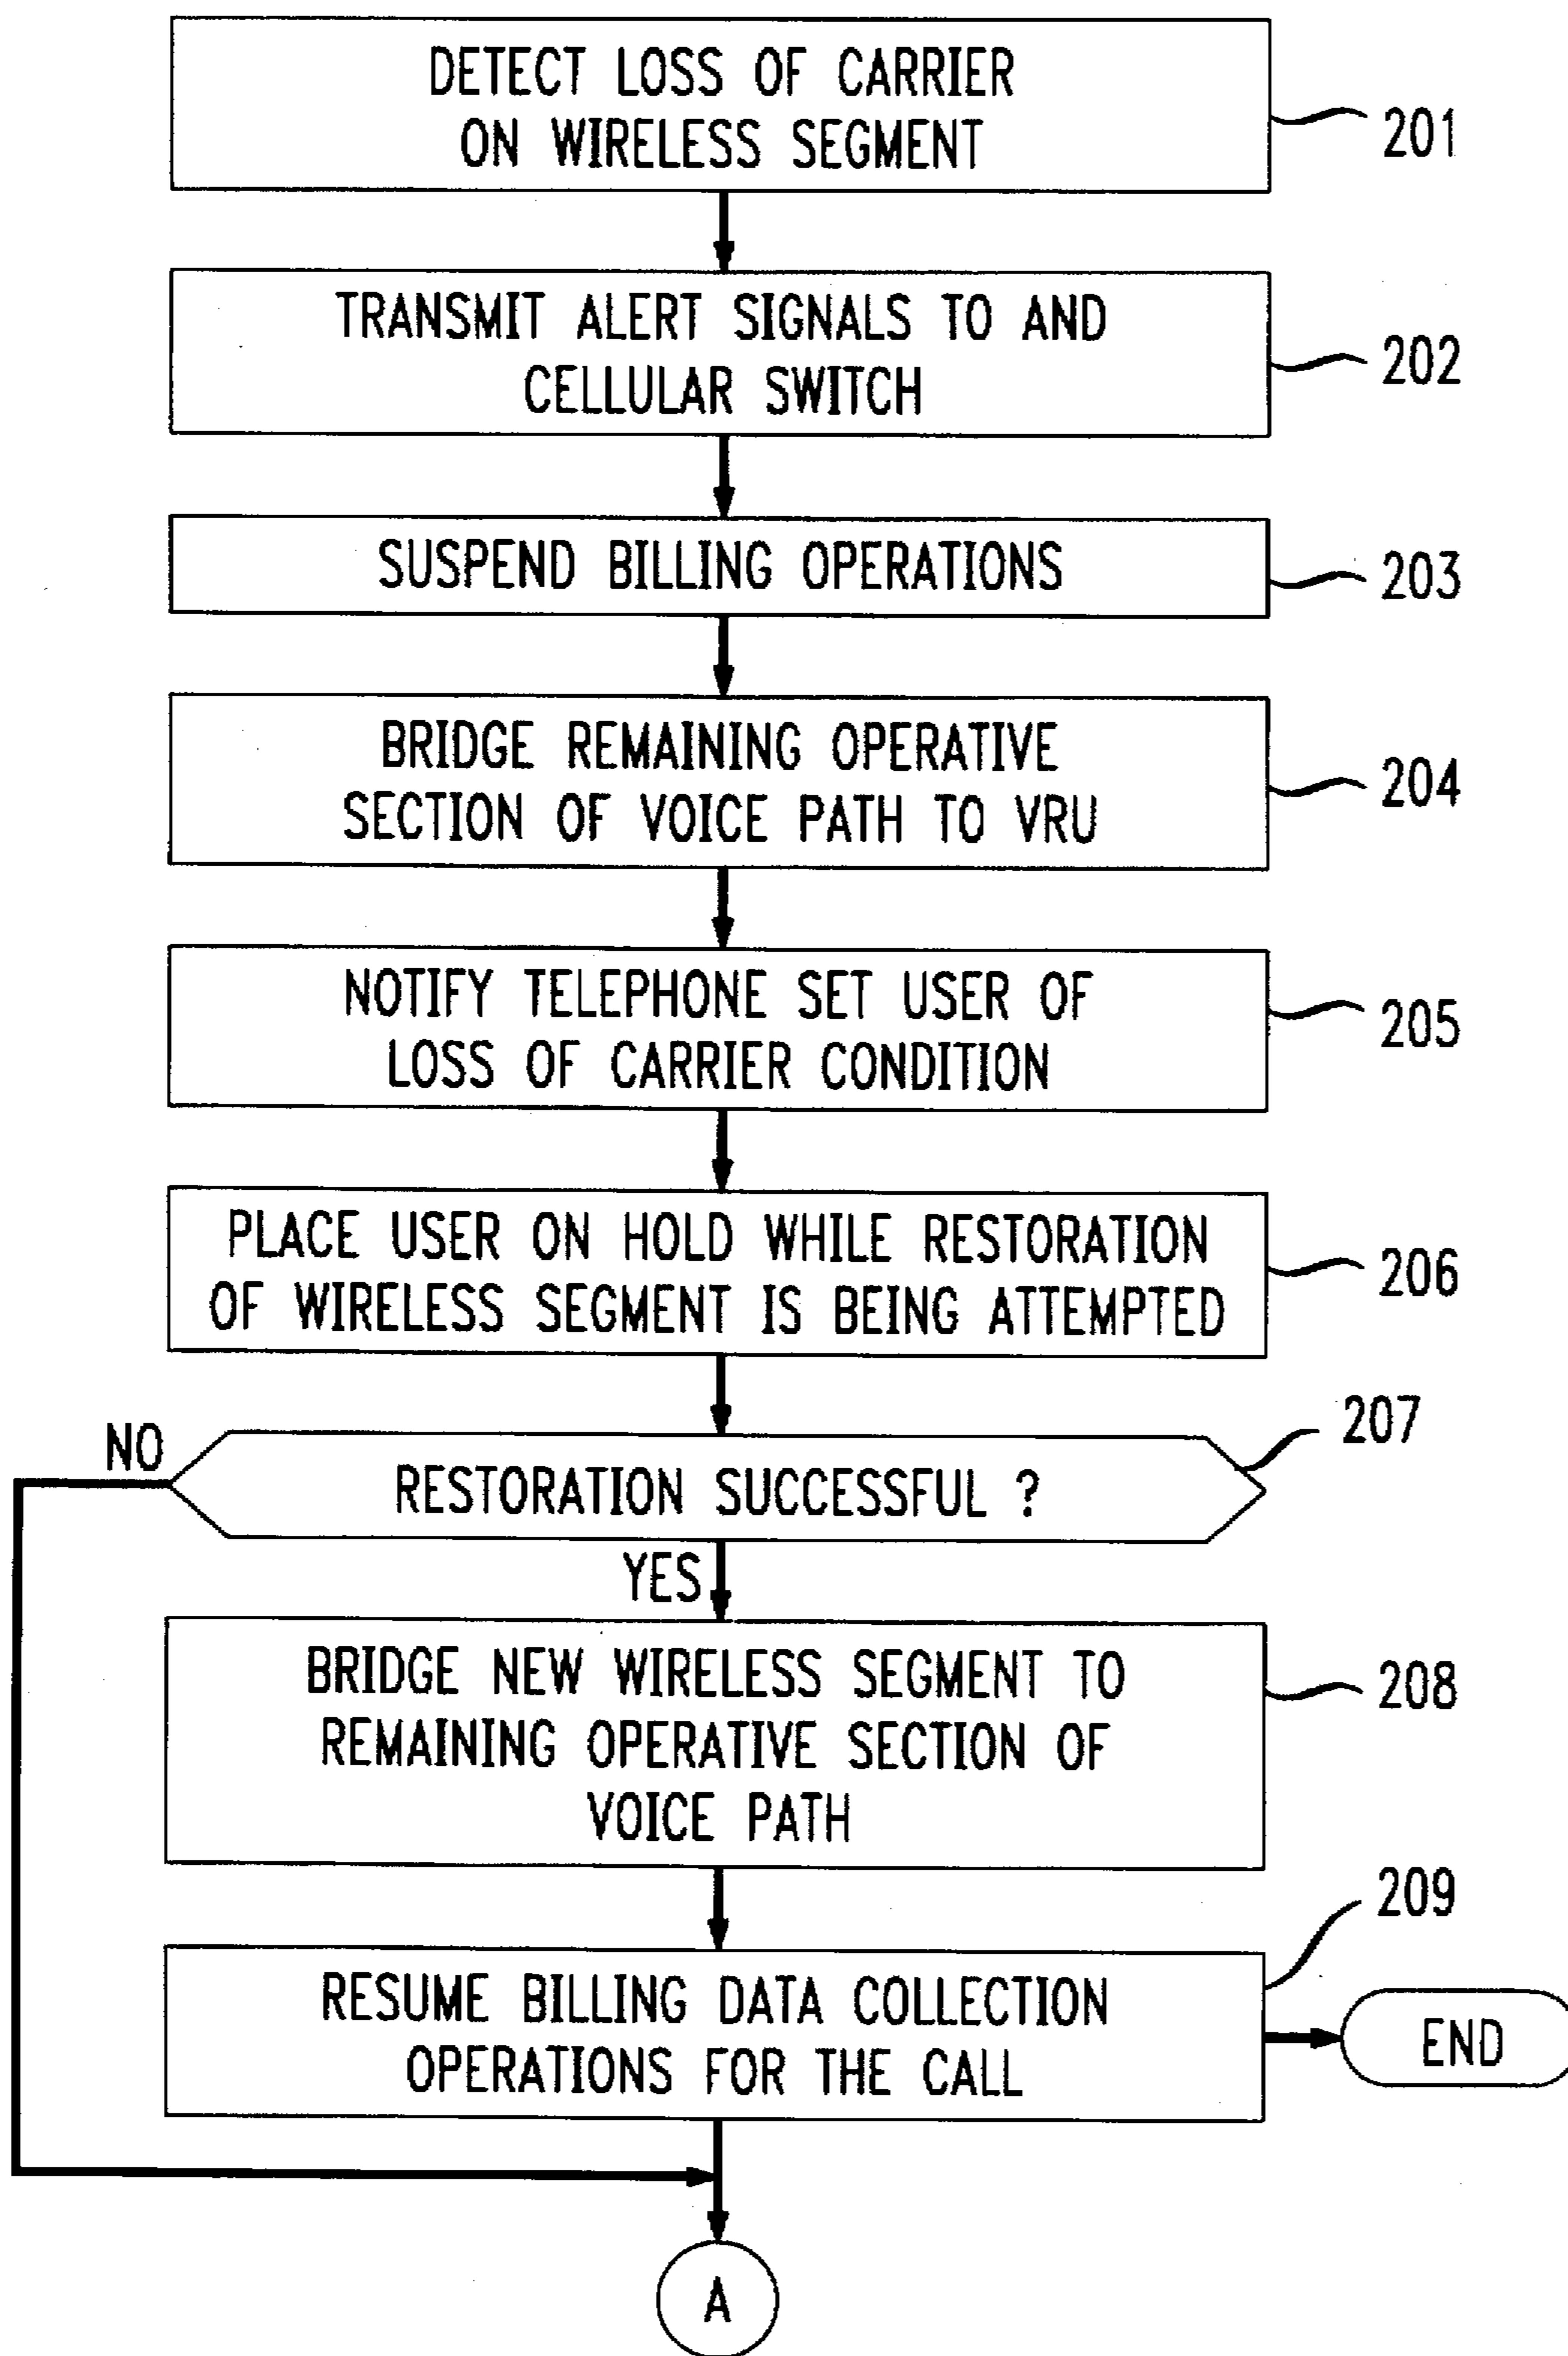 DETECT LOSS OF CARRIER
ON WIRELESS SEGMENT
201
TRANSMIT ALERT SIGNALS TO AND
CELLULAR SWITCH
202
SUSPEND BILLING OPERATIONS
203
BRIDGE REMAINING OPERATIVE
SECTION OF VOICE PATH TO VRU
204
NOTIFY TELEPHONE SET USER OF
LOSS OF CARRIER CONDITION
205
PLACE USER ON HOLD WHILE RESTORATION
OF WIRELESS SEGMENT IS BEING ATTEMPTED
206
NO
RESTORATION SUCCESSFUL ?
207
YES
BRIDGE NEW WIRELESS SEGMENT TO
REMAINING OPERATIVE SECTION OF
VOICE PATH
208
RESUME BILLING DATA COLLECTION
OPERATIONS FOR THE CALL
209
END
A